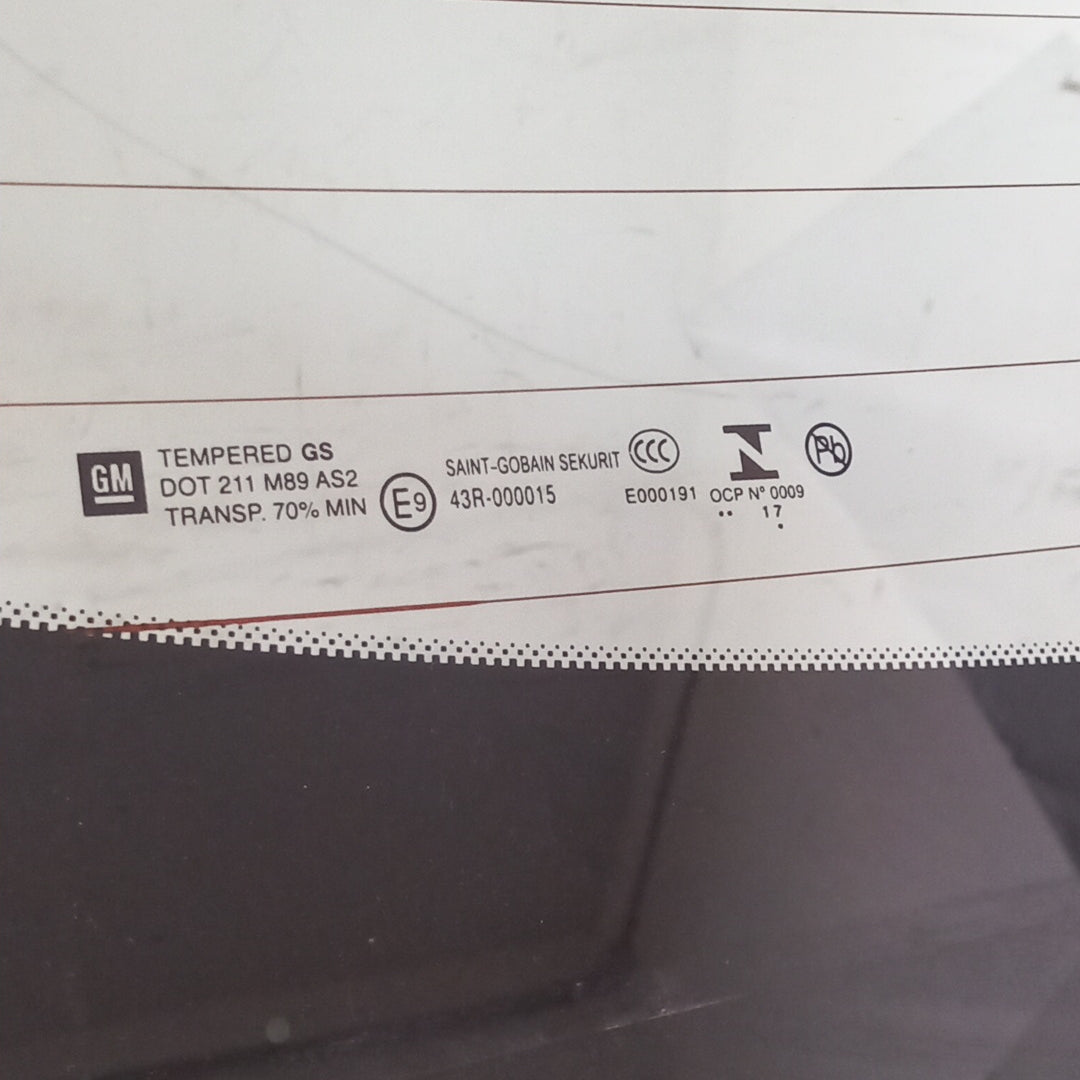 GM
TEMPERED GS
DOT 211 M89 AS2
TRANSP. 70% MIN
E9
SAINT-GOBAIN SEKURIT
43R-000015
CCC
E000191
N
OCP Nº 0009
.. 17
.
Pb